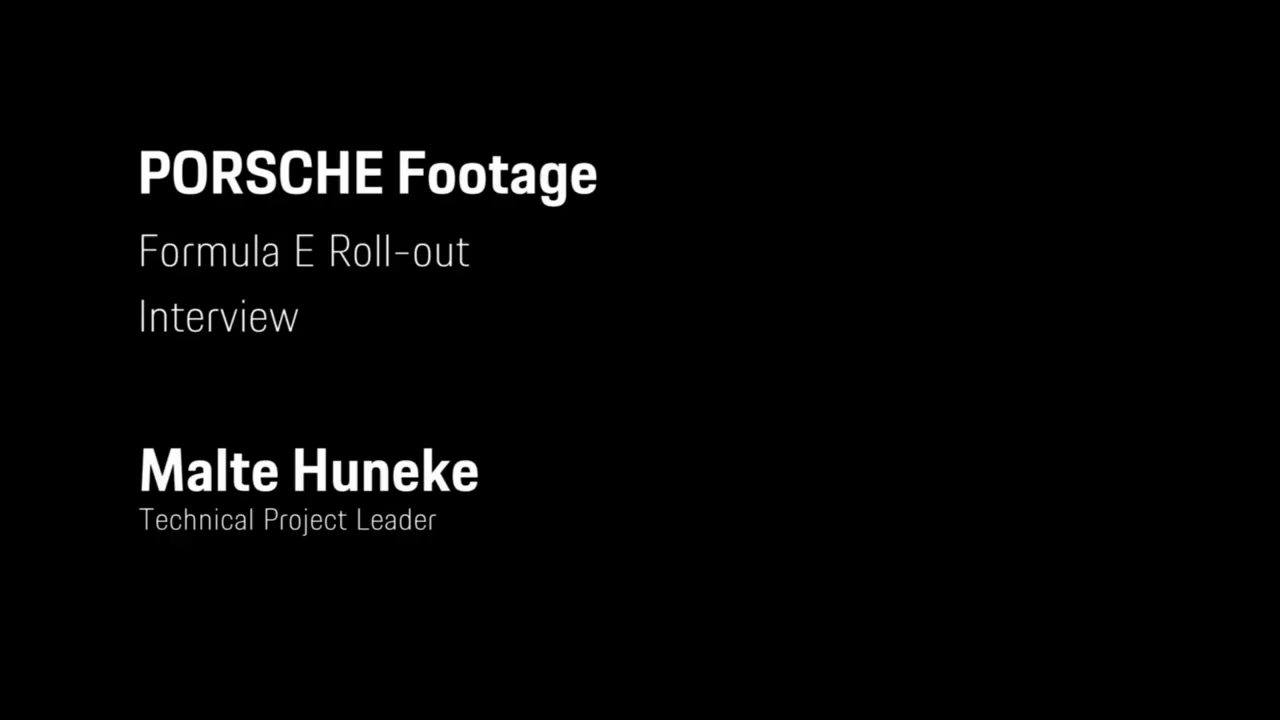 PORSCHE Footage
Formula E Roll-out
Interview
Malte Huneke
Technical Project Leader